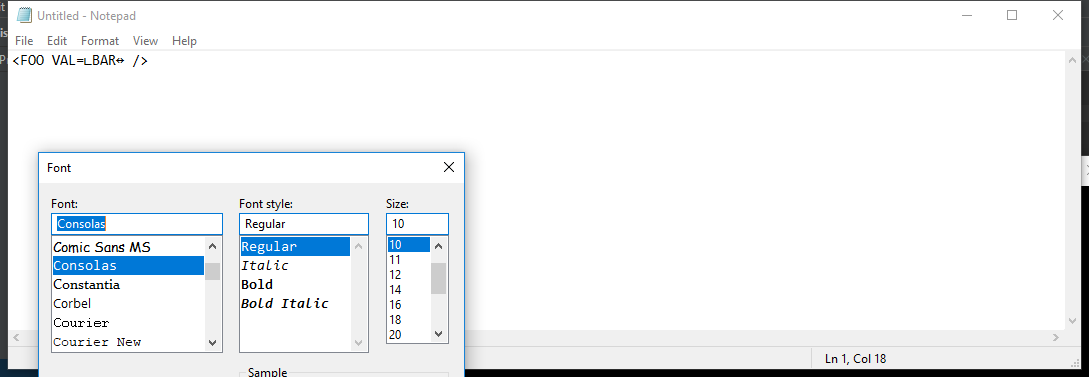 Untitled - Notepad
File Edit Format View Help
<FOO VAL=∟BAR↔ />
Font
Font: Font style: Size:
Consolas Regular 10
Comic Sans MS Regular 10
Consolas Italic 11
Constantia Bold 12
Corbel Bold Italic 14
Courier 16
Courier New 18
20
Sample
Ln 1, Col 18